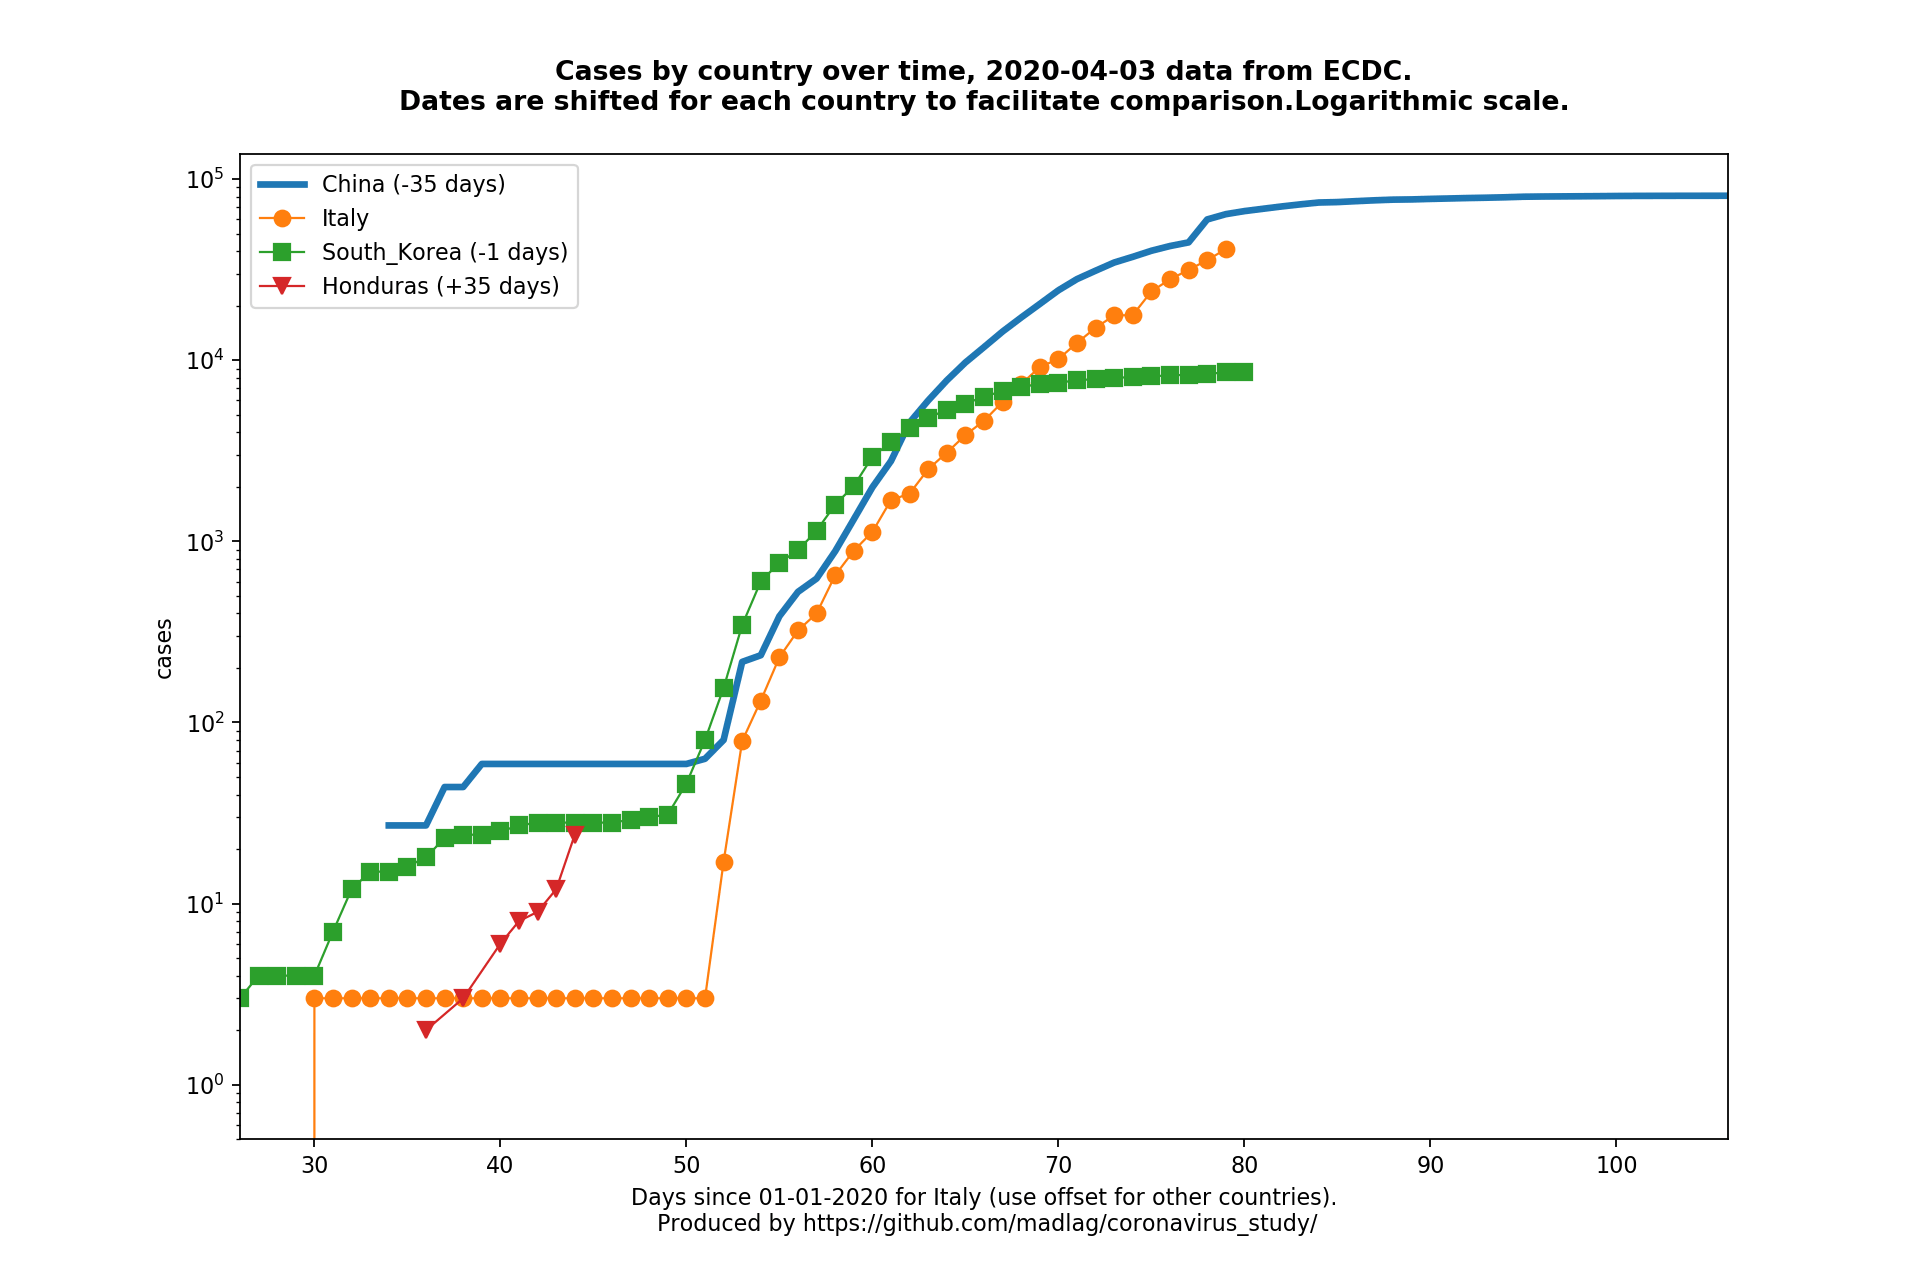 Cases by country over time, 2020-04-03 data from ECDC.
Dates are shifted for each country to facilitate comparison.Logarithmic scale.
China (-35 days)
Italy
South_Korea (-1 days)
Honduras (+35 days)
10^5
10^4
10^3
10^2
10^1
10^0
cases
30 40 50 60 70 80 90 100
Days since 01-01-2020 for Italy (use offset for other countries).
Produced by https://github.com/madlag/coronavirus_study/